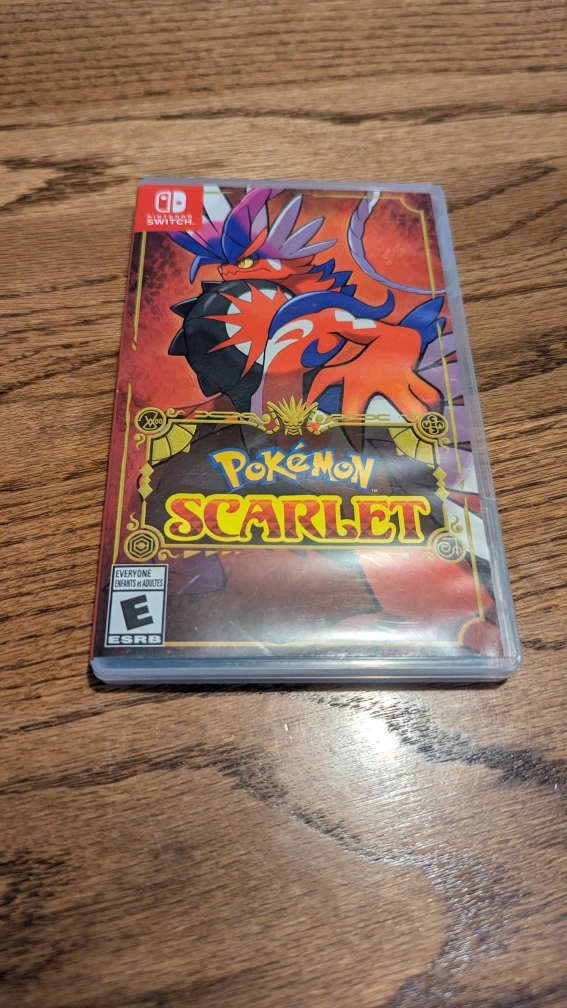 NINTENDO
SWITCH
POKéMON
SCARLET
EVERYONE
ENFANTS et ADULTES
E
ESRB